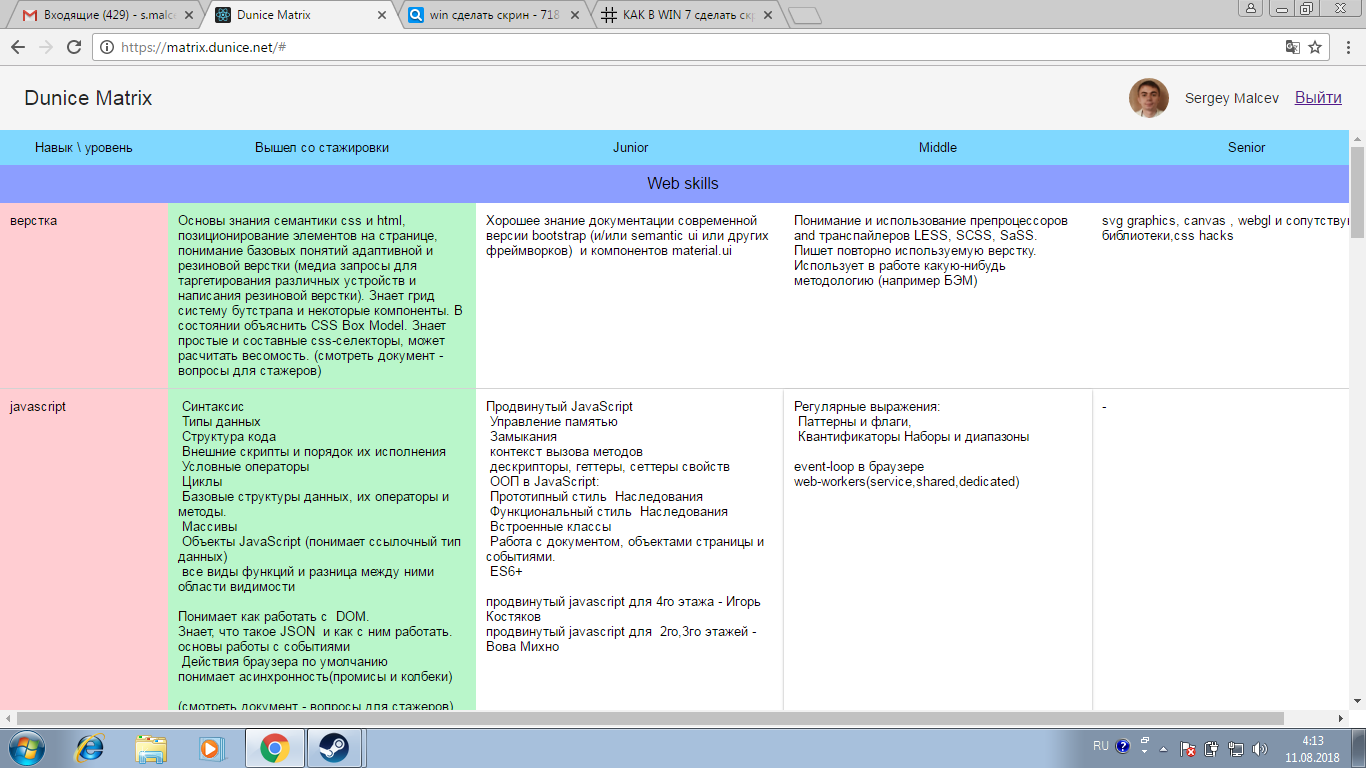 Входящие (429) - s.malce
Dunice Matrix
win сделать скрин - 718
КАК В WIN 7 сделать скр
https://matrix.dunice.net/#
Dunice Matrix
Sergey Malcev
Выйти
Навык \ уровень
Вышел со стажировки
Junior
Middle
Senior
Web skills
верстка
Основы знания семантики css и html,
позиционирование элементов на странице,
понимание базовых понятий адаптивной и
резиновой верстки (медиа запросы для
таргетирования различных устройств и
написания резиновой верстки). Знает грид
систему бутстрапа и некоторые компоненты. В
состоянии объяснить CSS Box Model. Знает
простые и составные css-селекторы, может
расчитать весомость. (смотреть документ -
вопросы для стажеров)
Хорошее знание документации современной
версии bootstrap (и/или semantic ui или других
фреймворков)  и компонентов material.ui
Понимание и использование препроцессоров
and транспайлеров LESS, SCSS, SaSS.
Пишет повторно используемую верстку.
Использует в работе какую-нибудь
методологию (например БЭМ)
svg graphics, canvas , webgl и сопутствую
библиотеки,css hacks
javascript
Синтаксис
Типы данных
Структура кода
Внешние скрипты и порядок их исполнения
Условные операторы
Циклы
Базовые структуры данных, их операторы и
методы.
Массивы
Объекты JavaScript (понимает ссылочный тип
данных)
все виды функций и разница между ними
области видимости
Понимает как работать с  DOM.
Знает, что такое JSON  и как с ним работать.
основы работы с событиями
Действия браузера по умолчанию
понимает асинхронность(промисы и колбеки)
(смотреть документ - вопросы для стажеров)
Продвинутый JavaScript
Управление памятью
Замыкания
контекст вызова методов
дескрипторы, геттеры, сеттеры свойств
ООП в JavaScript:
Прототипный стиль  Наследования
Функциональный стиль  Наследования
Встроенные классы
Работа с документом, объектами страницы и
событиями.
ES6+
продвинутый javascript для 4го этажа - Игорь
Костяков
продвинутый javascript для  2го,3го этажей -
Вова Михно
Регулярные выражения:
Паттерны и флаги,
Квантификаторы Наборы и диапазоны
event-loop в браузере
web-workers(service,shared,dedicated)
-
RU
4:13
11.08.2018